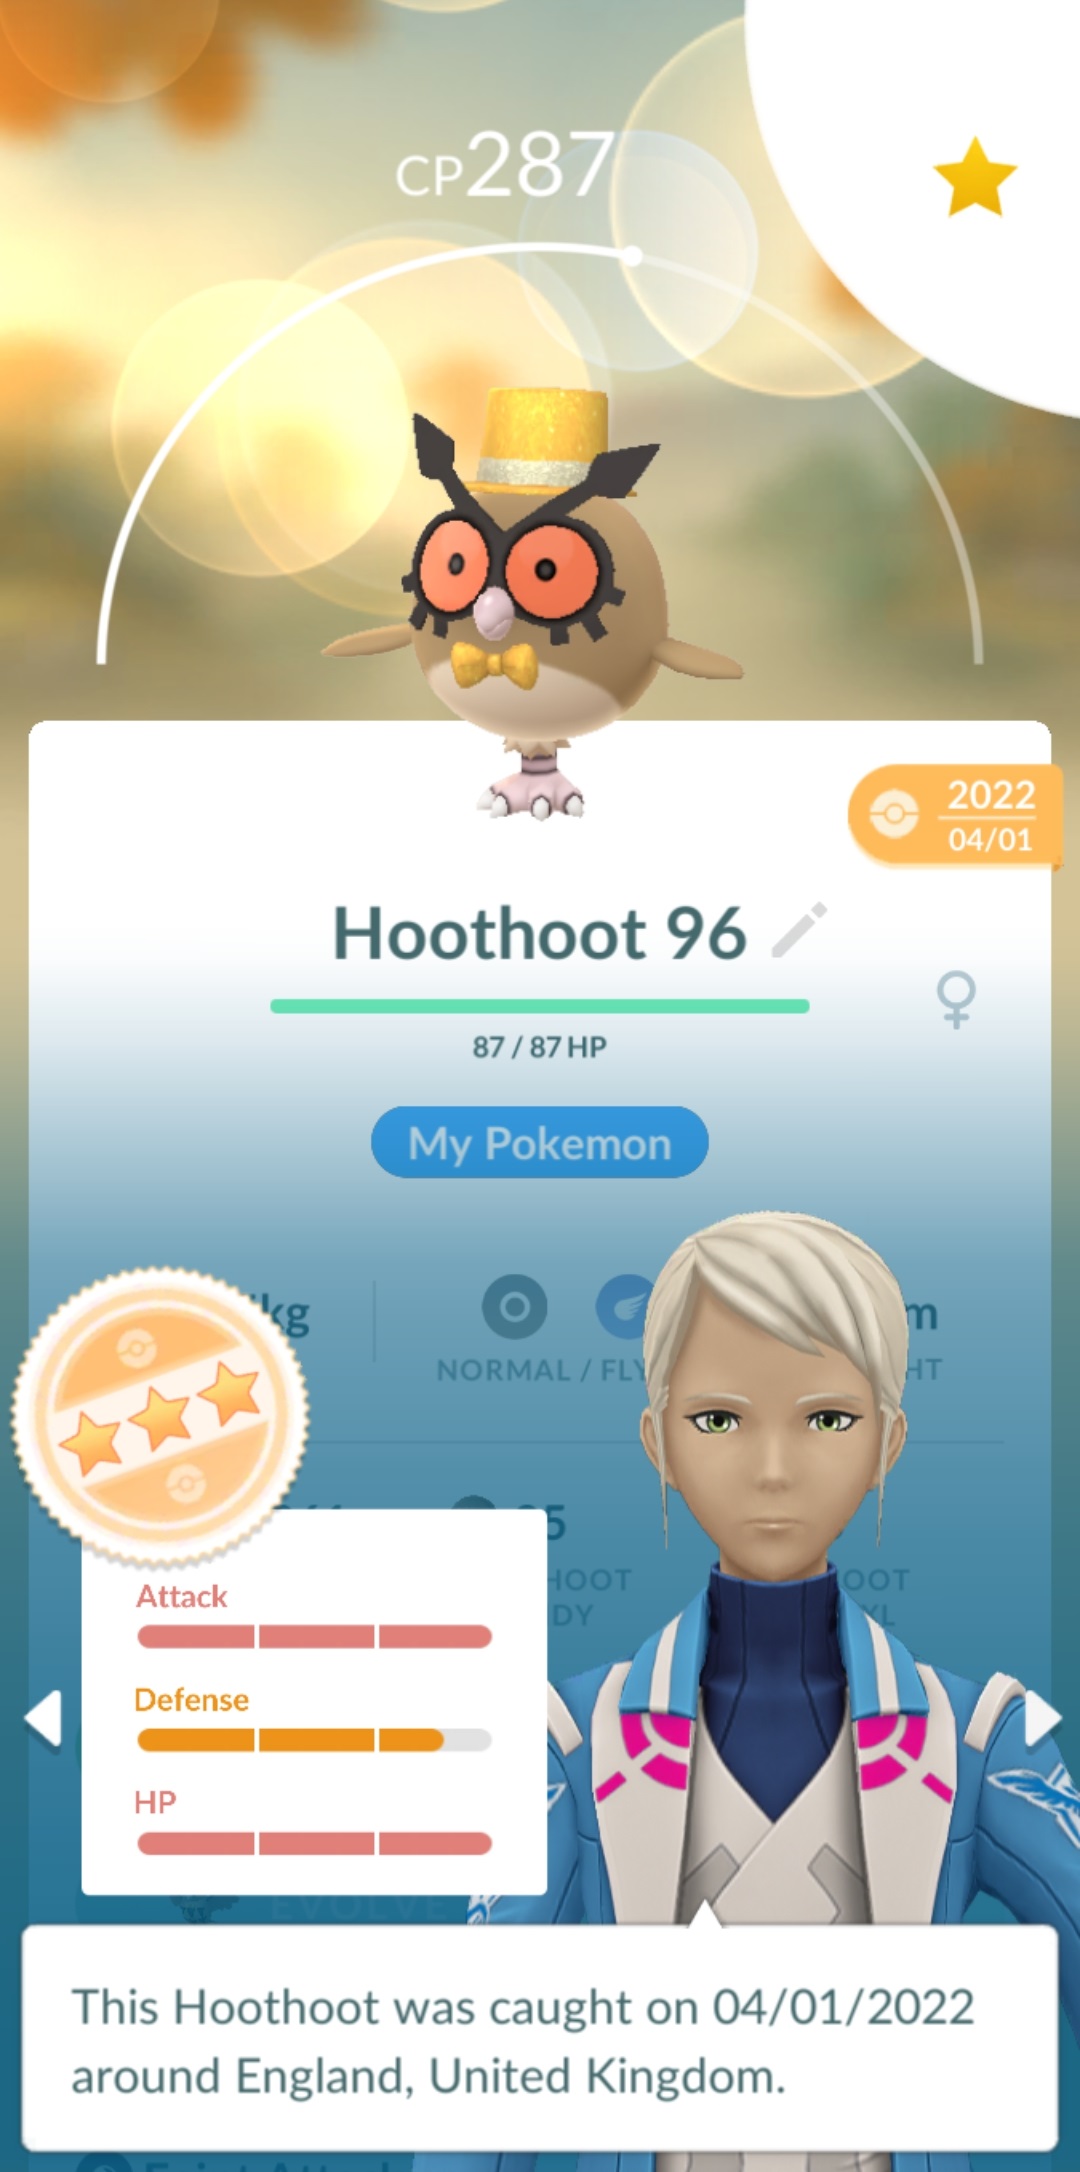 CP287
2022
04/01
Hoothoot 96
87 / 87 HP
My Pokemon
kg
m
NORMAL / FLY
HT
5
HOOT
OOT
DY
XL
Attack
Defense
HP
EVOLVE
This Hoothoot was caught on 04/01/2022
around England, United Kingdom.